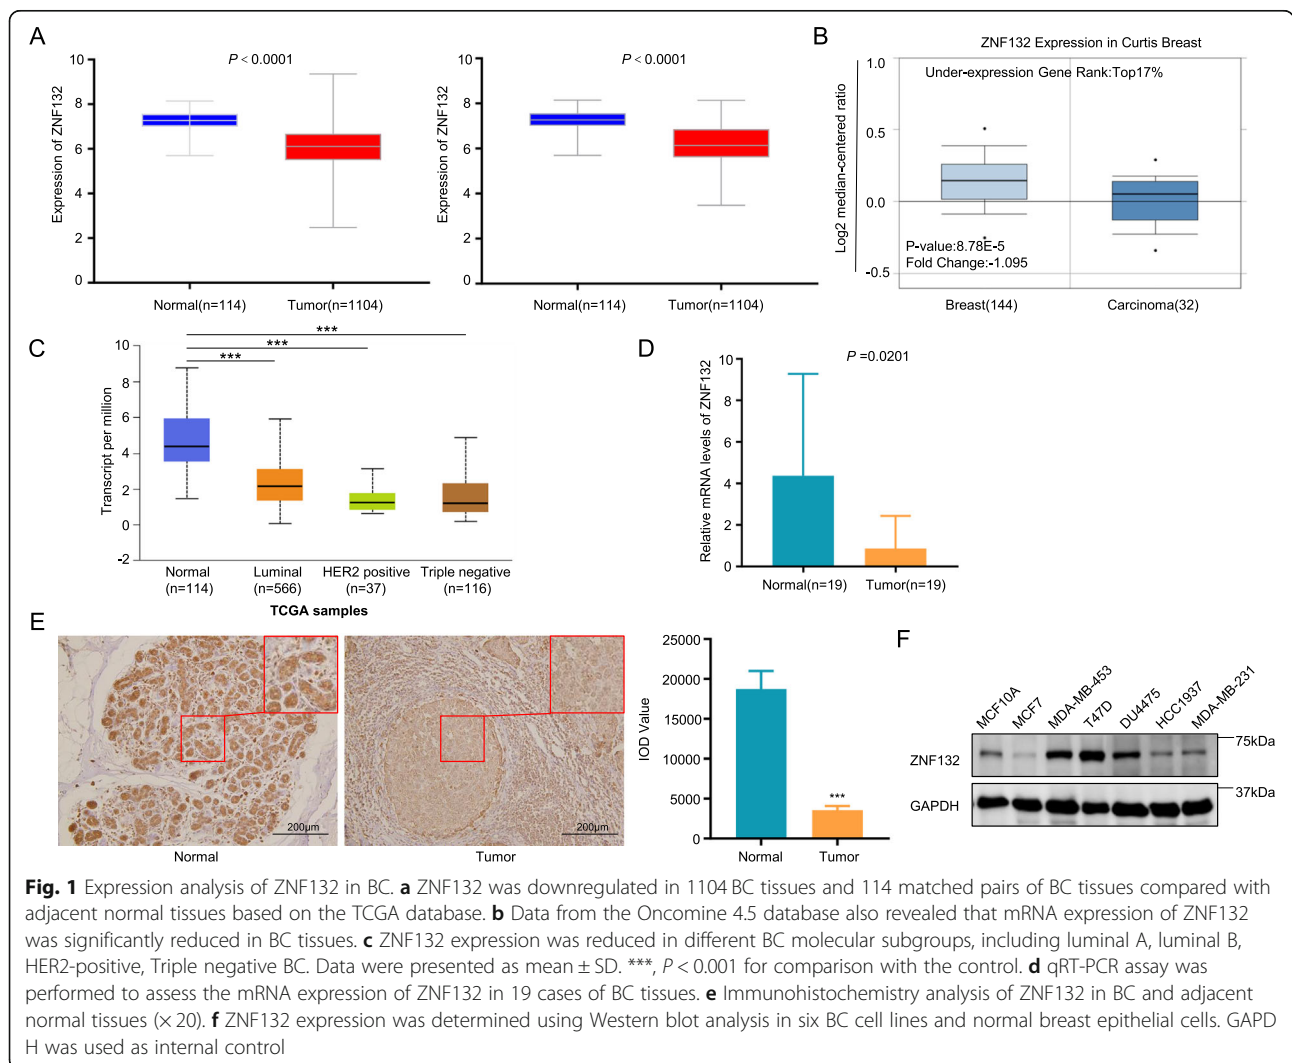 A
P < 0.0001
Expression of ZNF132
10
8
6
4
2
0
Normal(n=114)
Tumor(n=1104)
P < 0.0001
Expression of ZNF132
10
8
6
4
2
0
Normal(n=114)
Tumor(n=1104)
B
ZNF132 Expression in Curtis Breast
Under-expression Gene Rank:Top17%
Log2 median-centered ratio
1.0
0.5
0.0
-0.5
P-value:8.78E-5
Fold Change:-1.095
Breast(144)
Carcinoma(32)
C
***
***
***
Transcript per million
10
8
6
4
2
0
-2
Normal
(n=114)
Luminal
(n=566)
HER2 positive
(n=37)
Triple negative
(n=116)
TCGA samples
D
P =0.0201
Relative mRNA levels of ZNF132
10
8
6
4
2
0
Normal(n=19)
Tumor(n=19)
E
200μm
200μm
Normal
Tumor
IOD Value
25000
20000
15000
10000
5000
0
***
Normal
Tumor
F
MCF10A
MCF7
MDA-MB-453
T47D
DU4475
HCC1937
MDA-MB-231
75kDa
ZNF132
37kDa
GAPDH
Fig. 1 Expression analysis of ZNF132 in BC. a ZNF132 was downregulated in 1104 BC tissues and 114 matched pairs of BC tissues compared with
adjacent normal tissues based on the TCGA database. b Data from the Oncomine 4.5 database also revealed that mRNA expression of ZNF132
was significantly reduced in BC tissues. c ZNF132 expression was reduced in different BC molecular subgroups, including luminal A, luminal B,
HER2-positive, Triple negative BC. Data were presented as mean ± SD. ***, P < 0.001 for comparison with the control. d qRT-PCR assay was
performed to assess the mRNA expression of ZNF132 in 19 cases of BC tissues. e Immunohistochemistry analysis of ZNF132 in BC and adjacent
normal tissues (× 20). f ZNF132 expression was determined using Western blot analysis in six BC cell lines and normal breast epithelial cells. GAPD
H was used as internal control